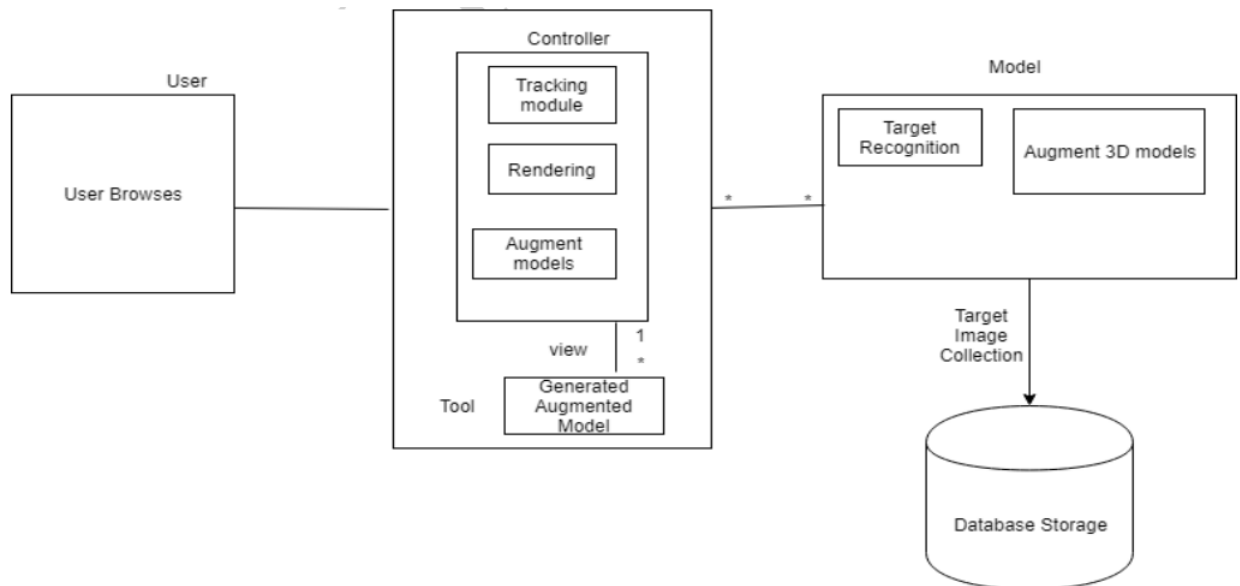 User
User Browses
Controller
Tracking
module
Rendering
Augment
models
view
1
*
Tool
Generated
Augmented
Model
*
*
Model
Target
Recognition
Augment 3D models
Target
Image
Collection
Database Storage